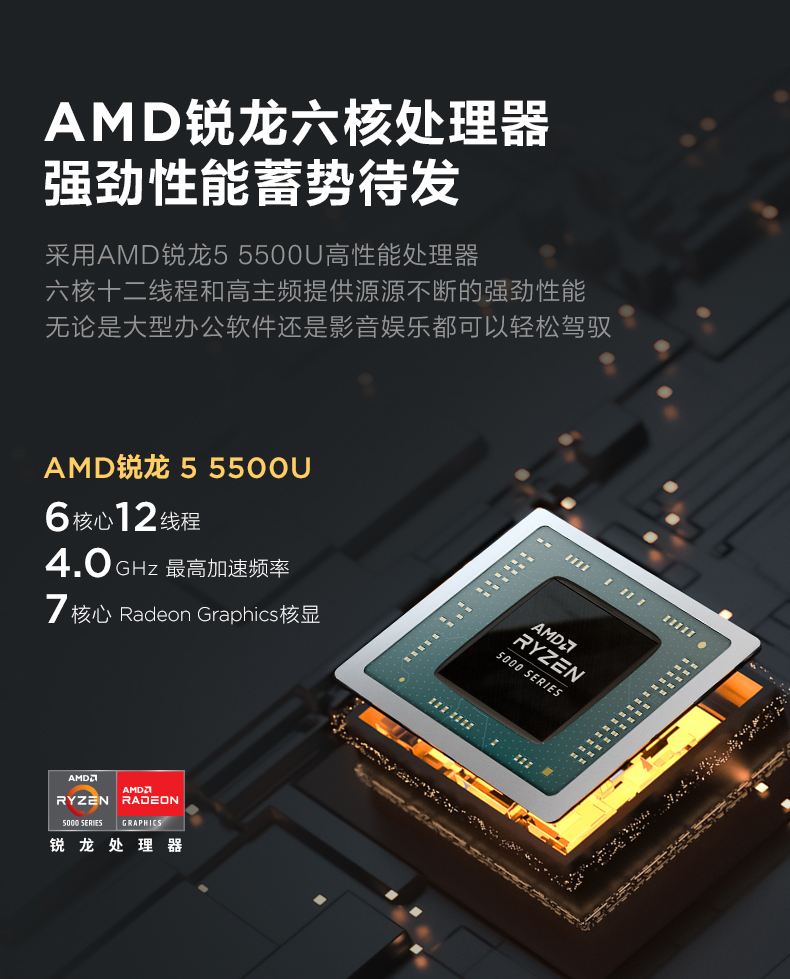 AMD锐龙六核处理器
强劲性能蓄势待发
采用AMD锐龙5 5500U高性能处理器
六核十二线程和高主频提供源源不断的强劲性能
无论是大型办公软件还是影音娱乐都可以轻松驾驭
AMD锐龙 5 5500U
6核心12线程
4.0GHz 最高加速频率
7核心 Radeon Graphics核显
AMD
RYZEN
5000 SERIES
AMD
RYZEN
5000 SERIES
AMD
RADEON
GRAPHICS
锐龙处理器